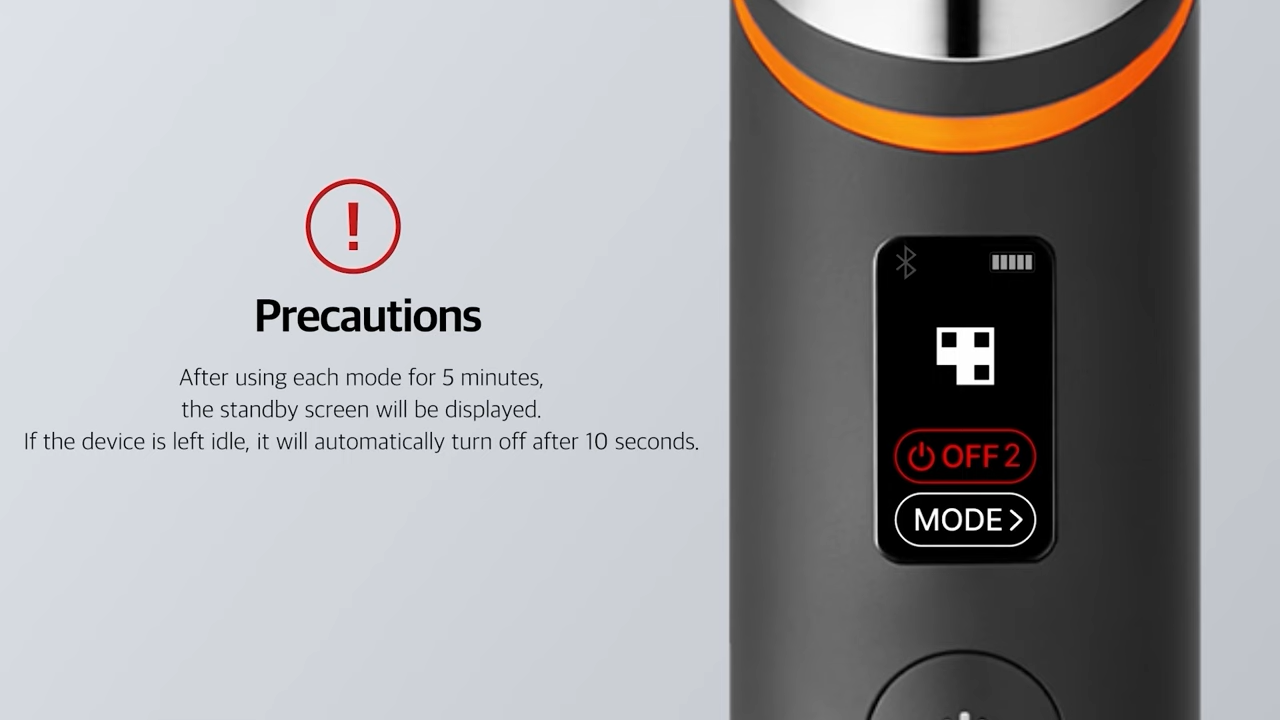 !
Precautions
After using each mode for 5 minutes,
the standby screen will be displayed.
If the device is left idle, it will automatically turn off after 10 seconds.
OFF 2
MODE >